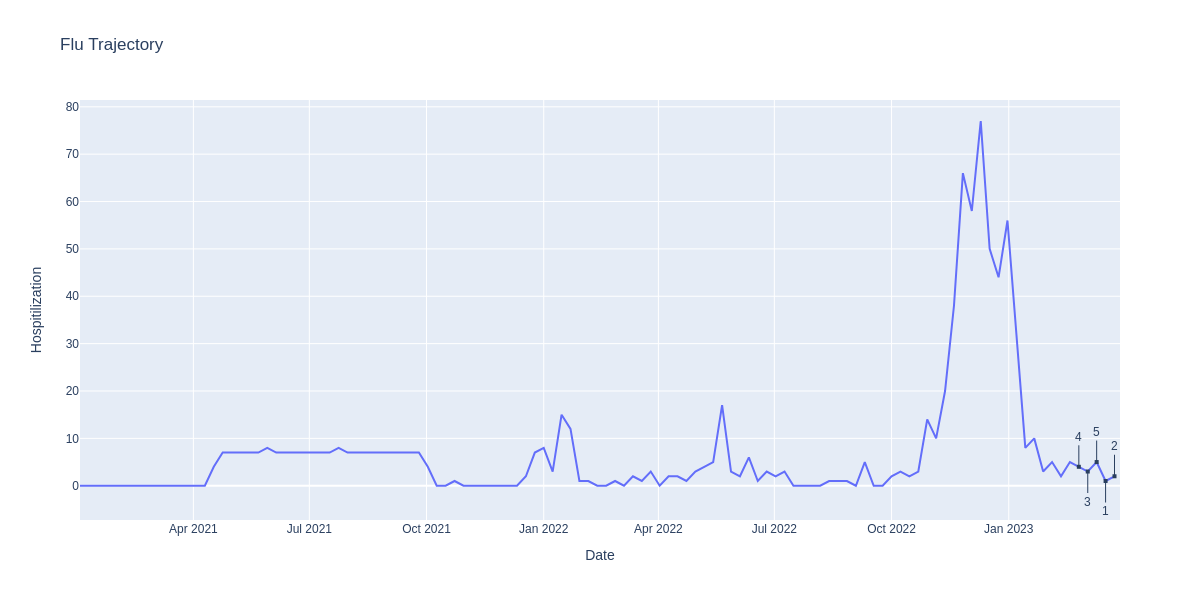 Flu Trajectory
80
70
60
50
40
30
20
10
0
Hospitilization
4
5
2
3
1
Apr 2021
Jul 2021
Oct 2021
Jan 2022
Apr 2022
Jul 2022
Oct 2022
Jan 2023
Date